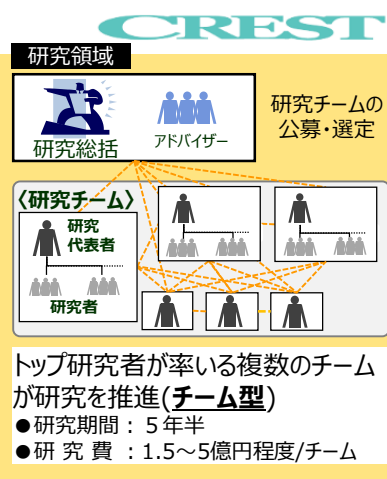 CREST
研究領域
研究総括
アドバイザー
研究チームの
公募・選定
〈研究チーム〉
研究
代表者
研究者
トップ研究者が率いる複数のチーム
が研究を推進(チーム型)
●研究期間：５年半
●研 究 費 ：1.5～5億円程度/チーム